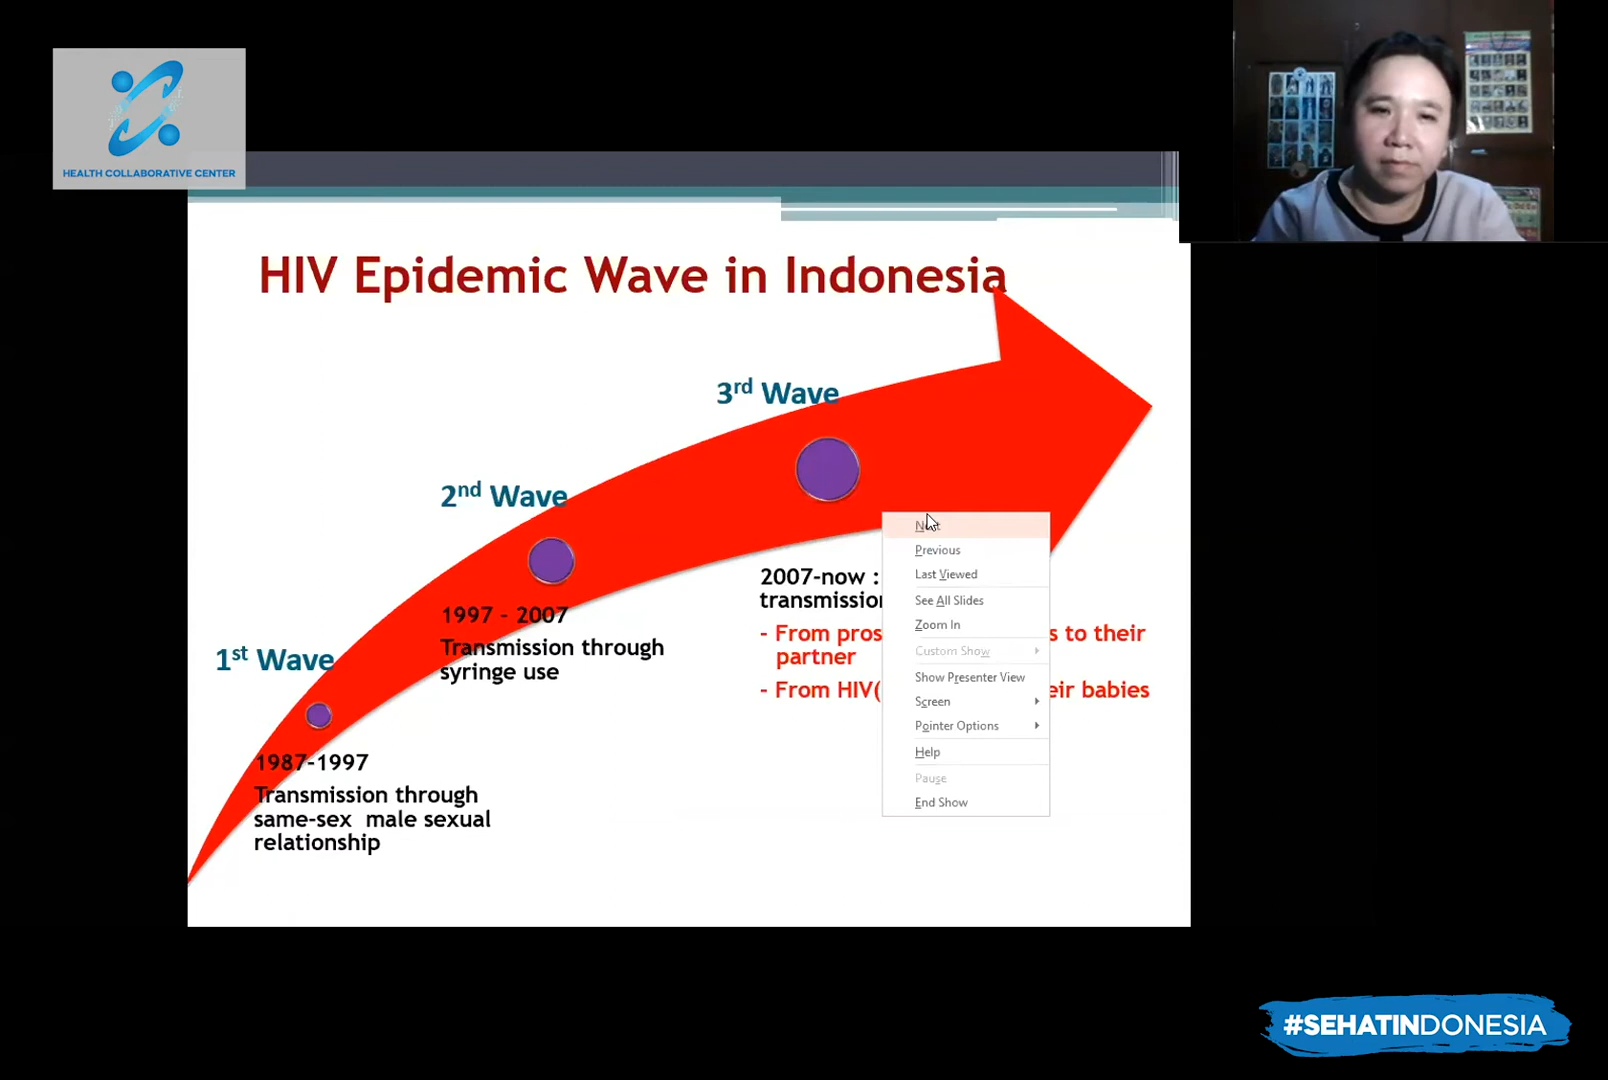 HEALTH COLLABORATIVE CENTER
HIV Epidemic Wave in Indonesia
3rd Wave
2nd Wave
1st Wave
1987-1997
Transmission through
same-sex male sexual
relationship
1997 - 2007
Transmission through
syringe use
2007-now :
- From s to their
partner
- From HIV( eir babies
Next
Previous
Last Viewed
See All Slides
Zoom In
Custom Show
Show Presenter View
Screen
Pointer Options
Help
Pause
End Show
#SEHATINDONESIA